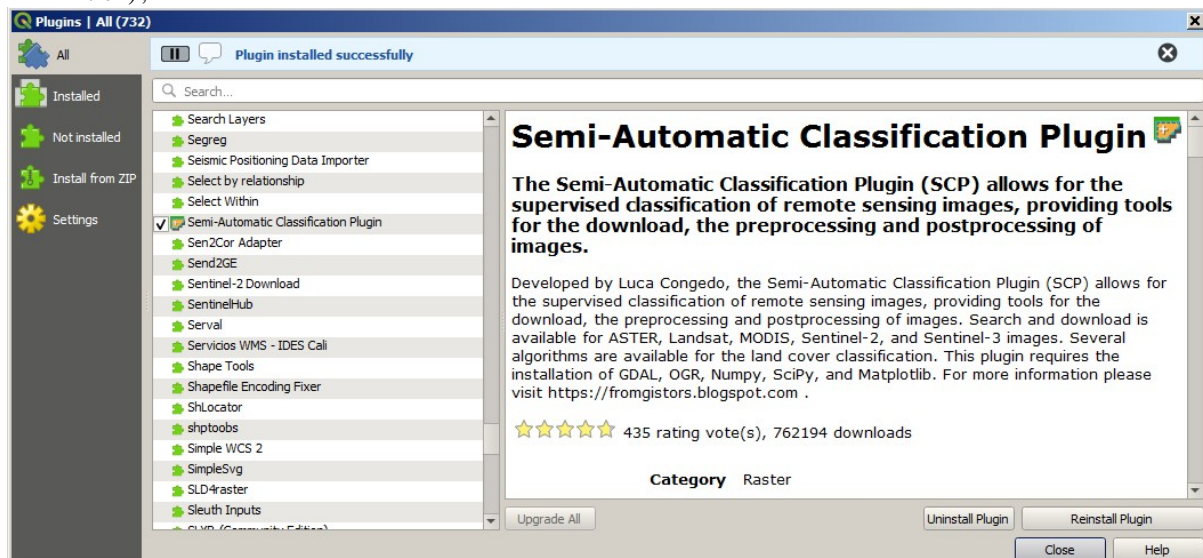 Plugins | All (732)
All
Installed
Not installed
Install from ZIP
Settings
Plugin installed successfully
Search...
Search Layers
Segreg
Seismic Positioning Data Importer
Select by relationship
Select Within
Semi-Automatic Classification Plugin
Sen2Cor Adapter
Send2GE
Sentinel-2 Download
SentinelHub
Serval
Servicios WMS - IDES Cali
Shape Tools
Shapefile Encoding Fixer
ShLocator
shptoobs
Simple WCS 2
SimpleSvg
SLD4raster
Sleuth Inputs
Semi-Automatic Classification Plugin
The Semi-Automatic Classification Plugin (SCP) allows for the
supervised classification of remote sensing images, providing tools
for the download, the preprocessing and postprocessing of
images.
Developed by Luca Congedo, the Semi-Automatic Classification Plugin (SCP) allows for
the supervised classification of remote sensing images, providing tools for the
download, the preprocessing and postprocessing of images. Search and download is
available for ASTER, Landsat, MODIS, Sentinel-2, and Sentinel-3 images. Several
algorithms are available for the land cover classification. This plugin requires the
installation of GDAL, OGR, Numpy, SciPy, and Matplotlib. For more information please
visit https://fromgistors.blogspot.com .
435 rating vote(s), 762194 downloads
Category Raster
Upgrade All
Uninstall Plugin
Reinstall Plugin
Close
Help